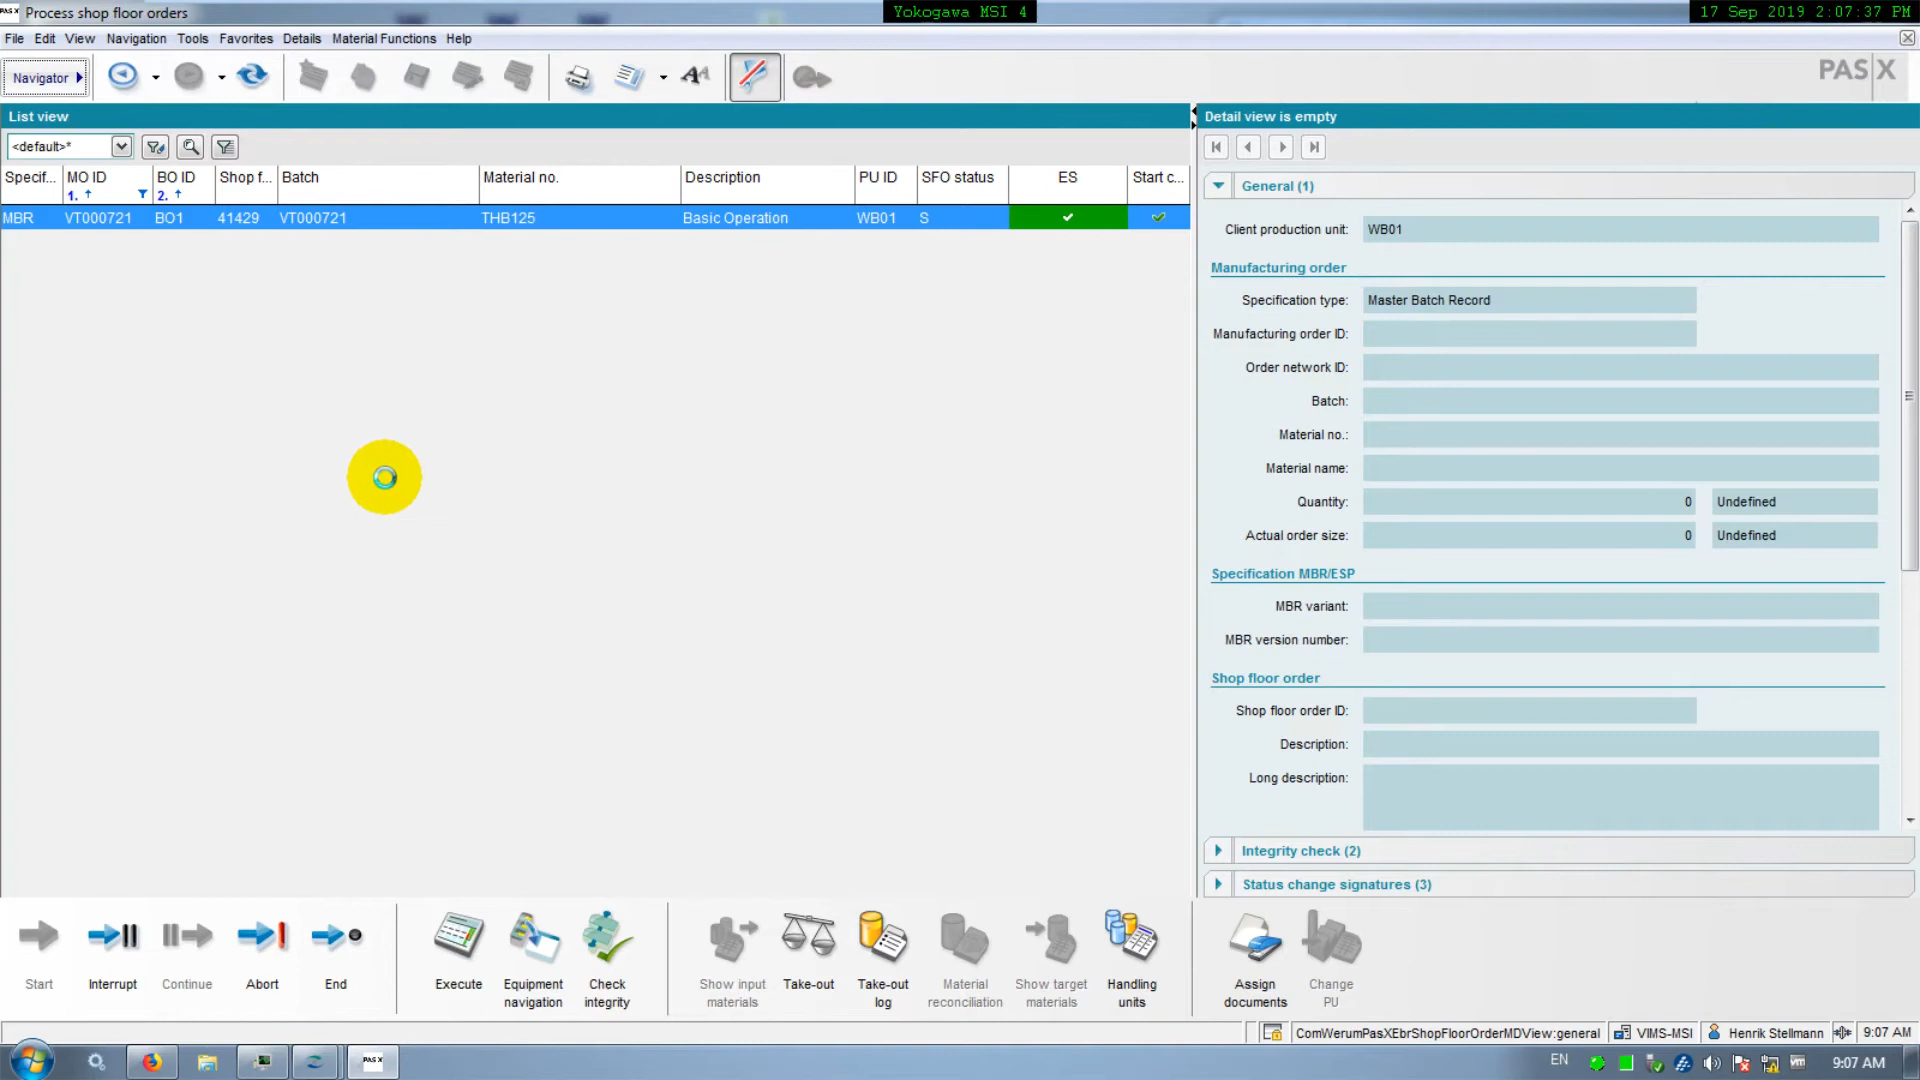 PAS X Process shop floor orders
Yokogawa MSI 4
17 Sep 2019 2:07:37 PM
File Edit View Navigation Tools Favorites Details Material Functions Help
Navigator
PAS|X
List view
<default>*
Specif... MO ID BO ID Shop f... Batch Material no. Description PU ID SFO status ES Start c...
1. 2.
MBR VT000721 BO1 41429 VT000721 THB125 Basic Operation WB01 S
Detail view is empty
General (1)
Client production unit: WB01
Manufacturing order
Specification type: Master Batch Record
Manufacturing order ID:
Order network ID:
Batch:
Material no.:
Material name:
Quantity: 0 Undefined
Actual order size: 0 Undefined
Specification MBR/ESP
MBR variant:
MBR version number:
Shop floor order
Shop floor order ID:
Description:
Long description:
Integrity check (2)
Status change signatures (3)
Start
Interrupt
Continue
Abort
End
Execute
Equipment
navigation
Check
integrity
Show input
materials
Take-out
Take-out
log
Material
reconciliation
Show target
materials
Handling
units
Assign
documents
Change
PU
ComWerumPasXEbrShopFloorOrderMDView:general VIMS-MSI Henrik Stellmann 9:07 AM
PAS X
EN
9:07 AM